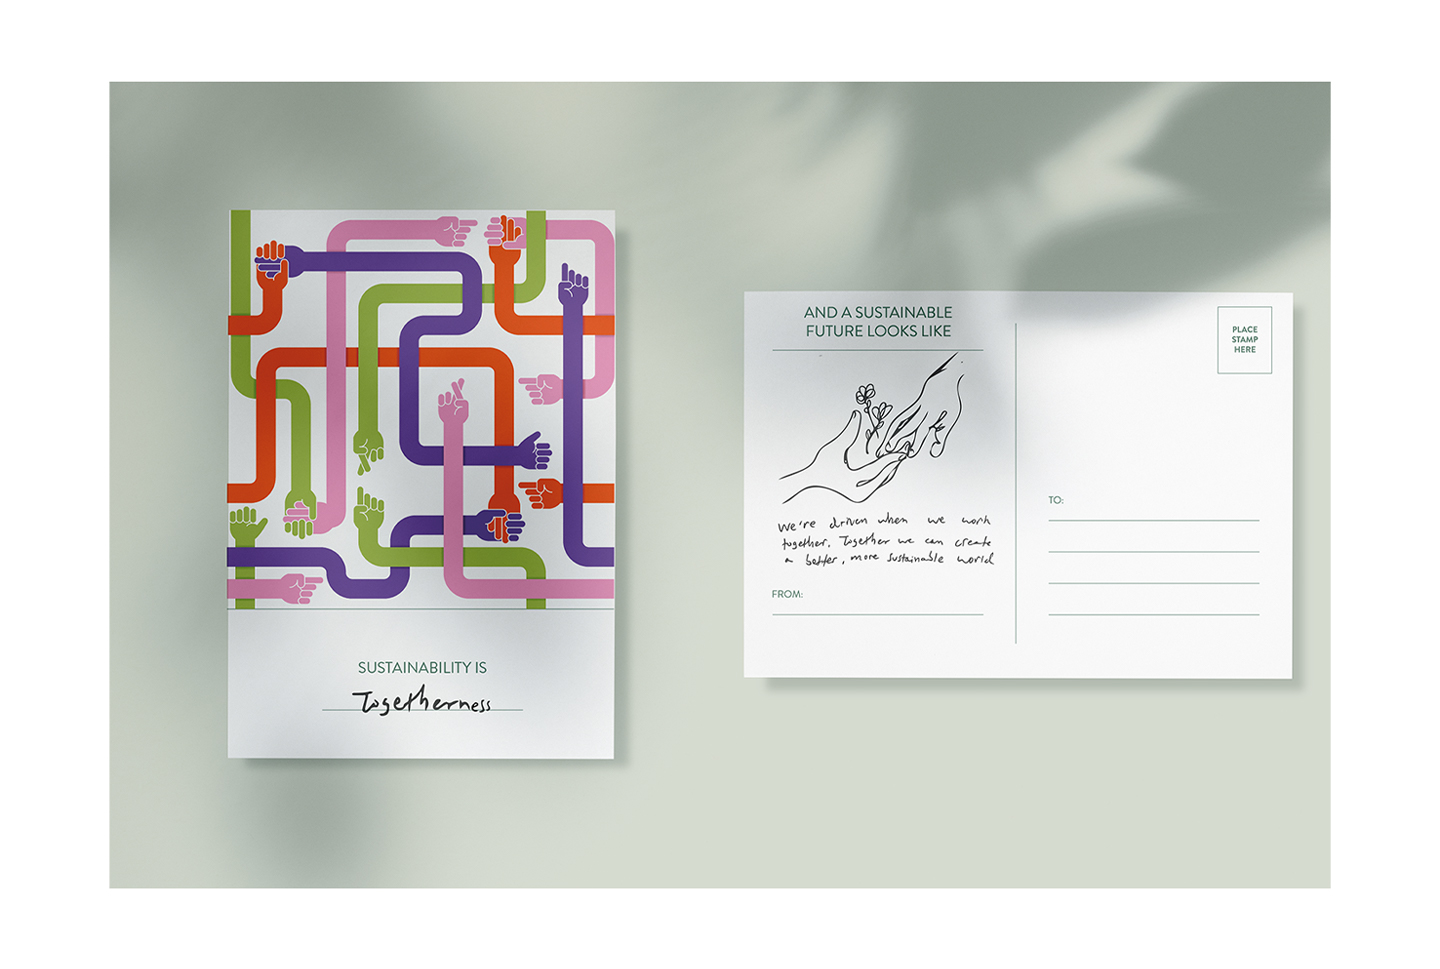 SUSTAINABILITY IS
Togetherness
AND A SUSTAINABLE
FUTURE LOOKS LIKE
We're driven when we work
together. Together we can create
a better, more sustainable world
FROM:
PLACE
STAMP
HERE
TO: